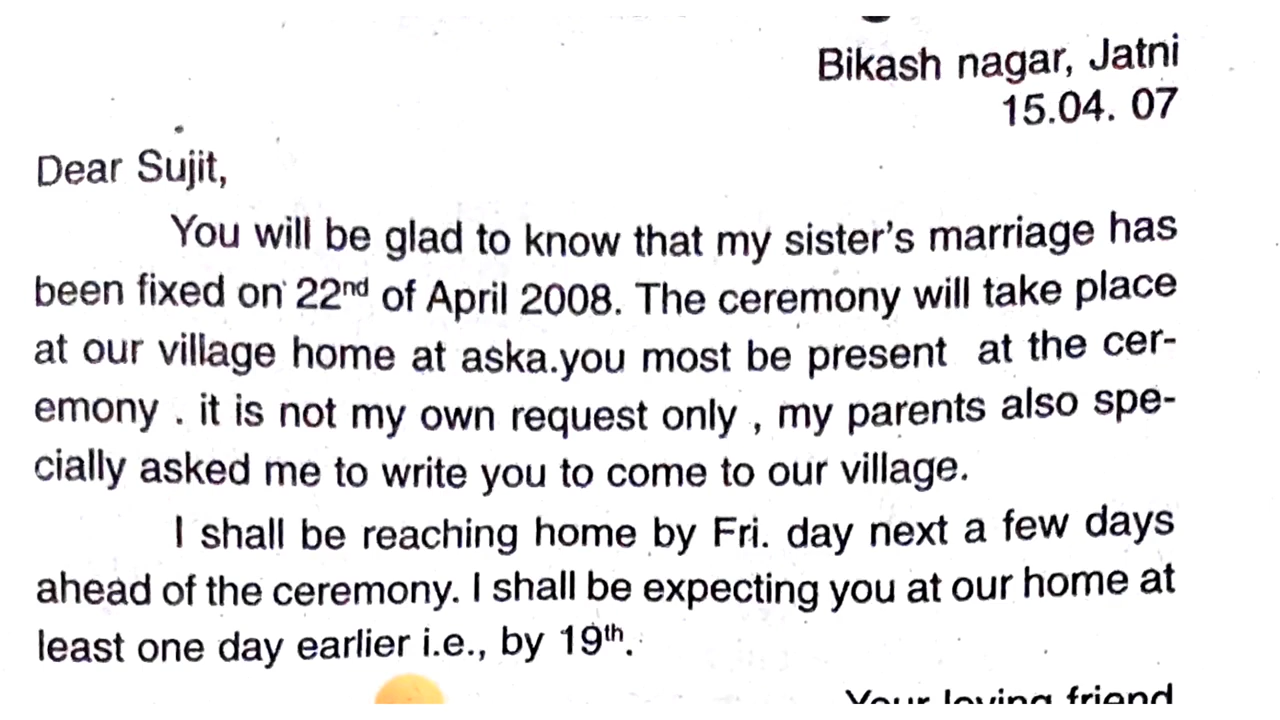 Bikash nagar, Jatni
15.04. 07
Dear Sujit,
You will be glad to know that my sister's marriage has
been fixed on 22nd of April 2008. The ceremony will take place
at our village home at aska.you most be present at the cer-
emony . it is not my own request only , my parents also spe-
cially asked me to write you to come to our village.
I shall be reaching home by Fri. day next a few days
ahead of the ceremony. I shall be expecting you at our home at
least one day earlier i.e., by 19th.
Your loving friend